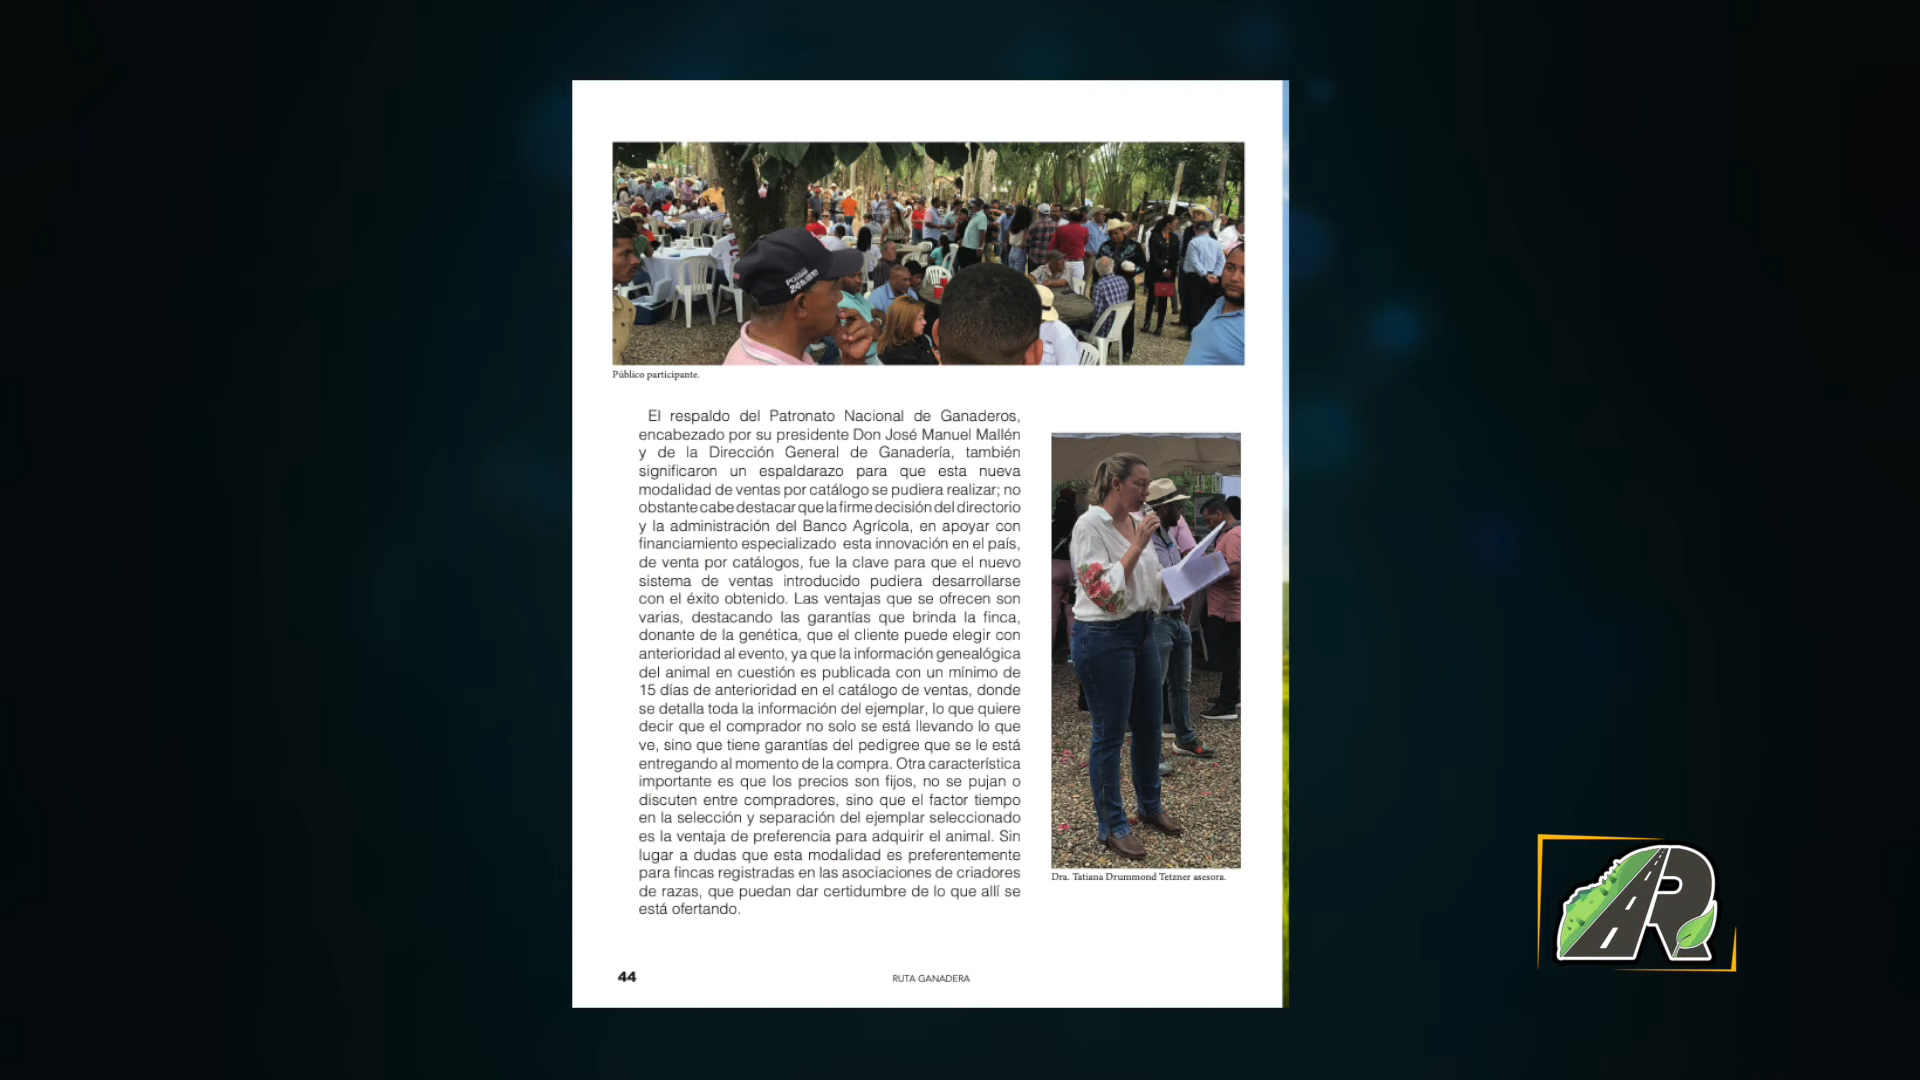 Público participante.
El respaldo del Patronato Nacional de Ganaderos,
encabezado por su presidente Don José Manuel Mallén
y de la Dirección General de Ganadería, también
significaron un espaldarazo para que esta nueva
modalidad de ventas por catálogo se pudiera realizar; no
obstante cabe destacar que la firme decisión del directorio
y la administración del Banco Agrícola, en apoyar con
financiamiento especializado esta innovación en el país,
de venta por catálogos, fue la clave para que el nuevo
sistema de ventas introducido pudiera desarrollarse
con el éxito obtenido. Las ventajas que se ofrecen son
varias, destacando las garantías que brinda la finca,
donante de la genética, que el cliente puede elegir con
anterioridad al evento, ya que la información genealógica
del animal en cuestión es publicada con un mínimo de
15 días de anterioridad en el catálogo de ventas, donde
se detalla toda la información del ejemplar, lo que quiere
decir que el comprador no solo se está llevando lo que
ve, sino que tiene garantías del pedigree que se le está
entregando al momento de la compra. Otra característica
importante es que los precios son fijos, no se pujan o
discuten entre compradores, sino que el factor tiempo
en la selección y separación del ejemplar seleccionado
es la ventaja de preferencia para adquirir el animal. Sin
lugar a dudas que esta modalidad es preferentemente
para fincas registradas en las asociaciones de criadores
de razas, que puedan dar certidumbre de lo que allí se
está ofertando.
Dra. Tatiana Drummond Tetzner asesora.
44
RUTA GANADERA
R